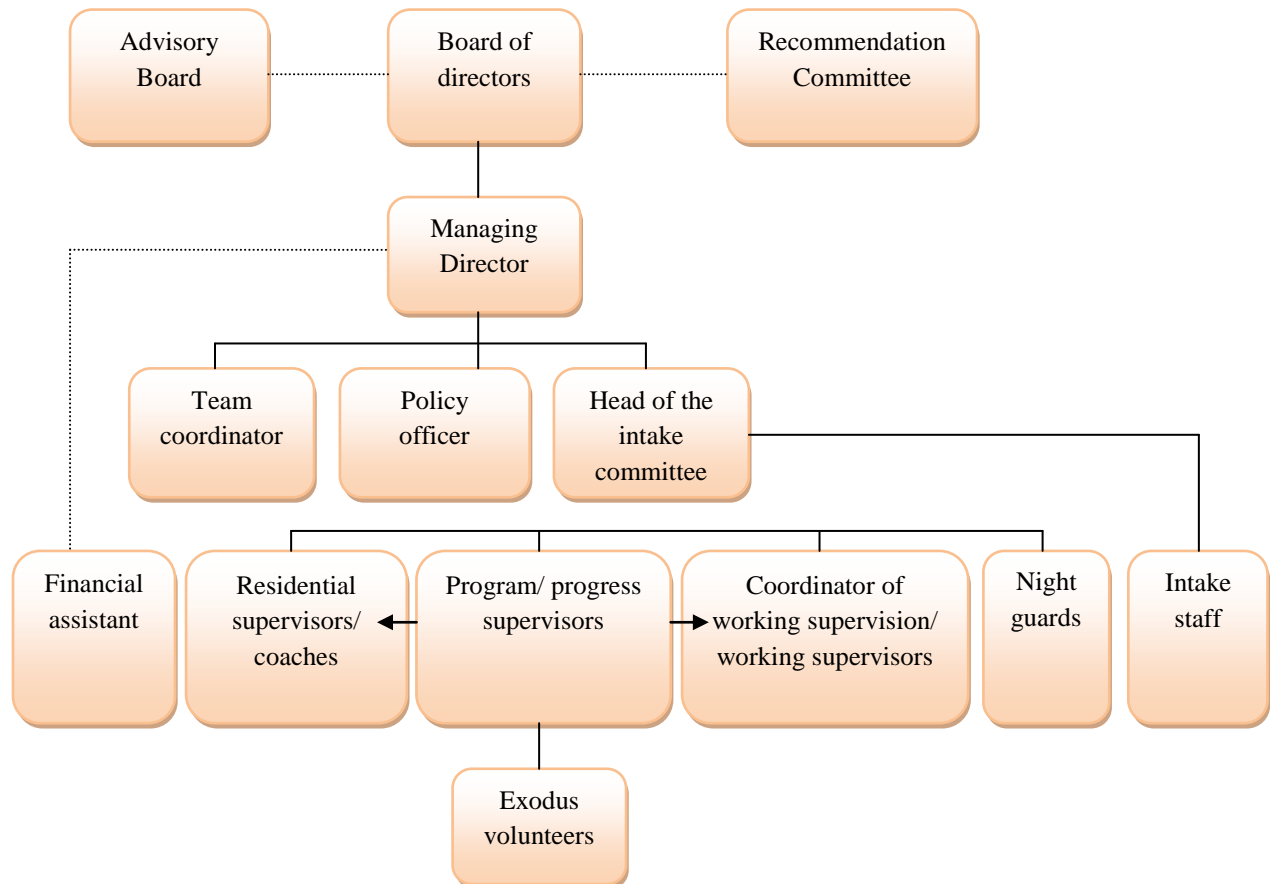 Advisory
Board
Board of
directors
Recommendation
Committee
Managing
Director
Team
coordinator
Policy
officer
Head of the
intake
committee
Financial
assistant
Residential
supervisors/
coaches
Program/ progress
supervisors
Coordinator of
working supervision/
working supervisors
Night
guards
Intake
staff
Exodus
volunteers